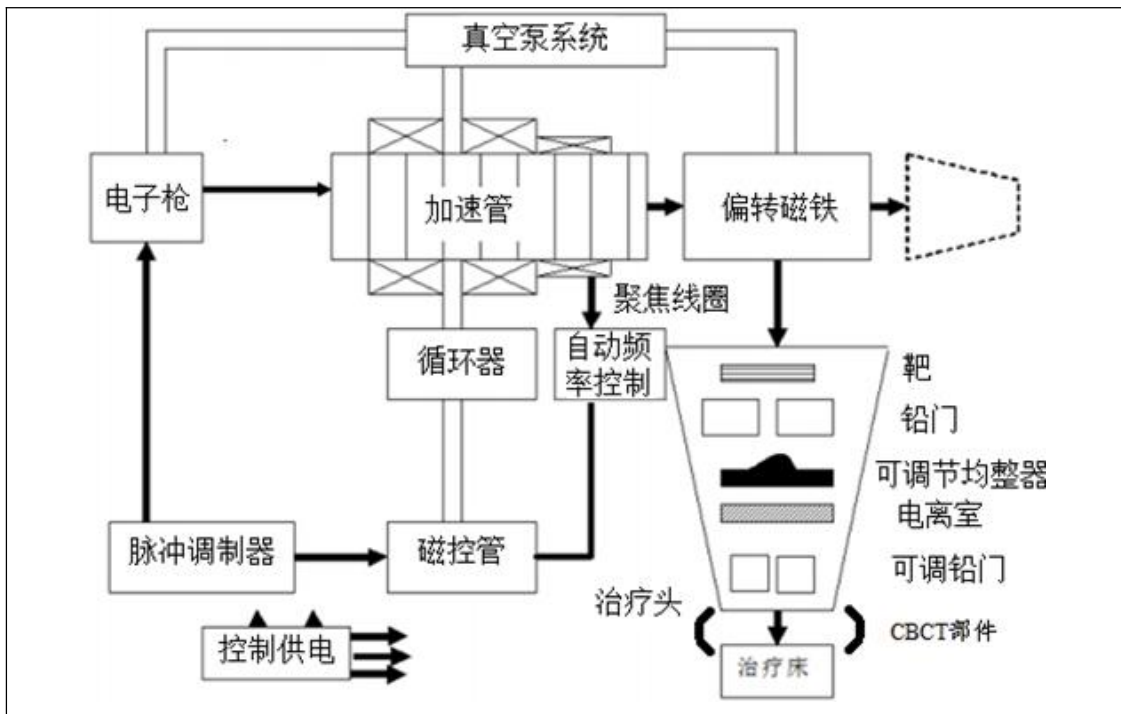 真空泵系统
电子枪
加速管
偏转磁铁
聚焦线圈
循环器
自动频
率控制
靶
铅门
可调节均整器
电离室
脉冲调制器
磁控管
可调铅门
治疗头
CBCT部件
控制供电
治疗床